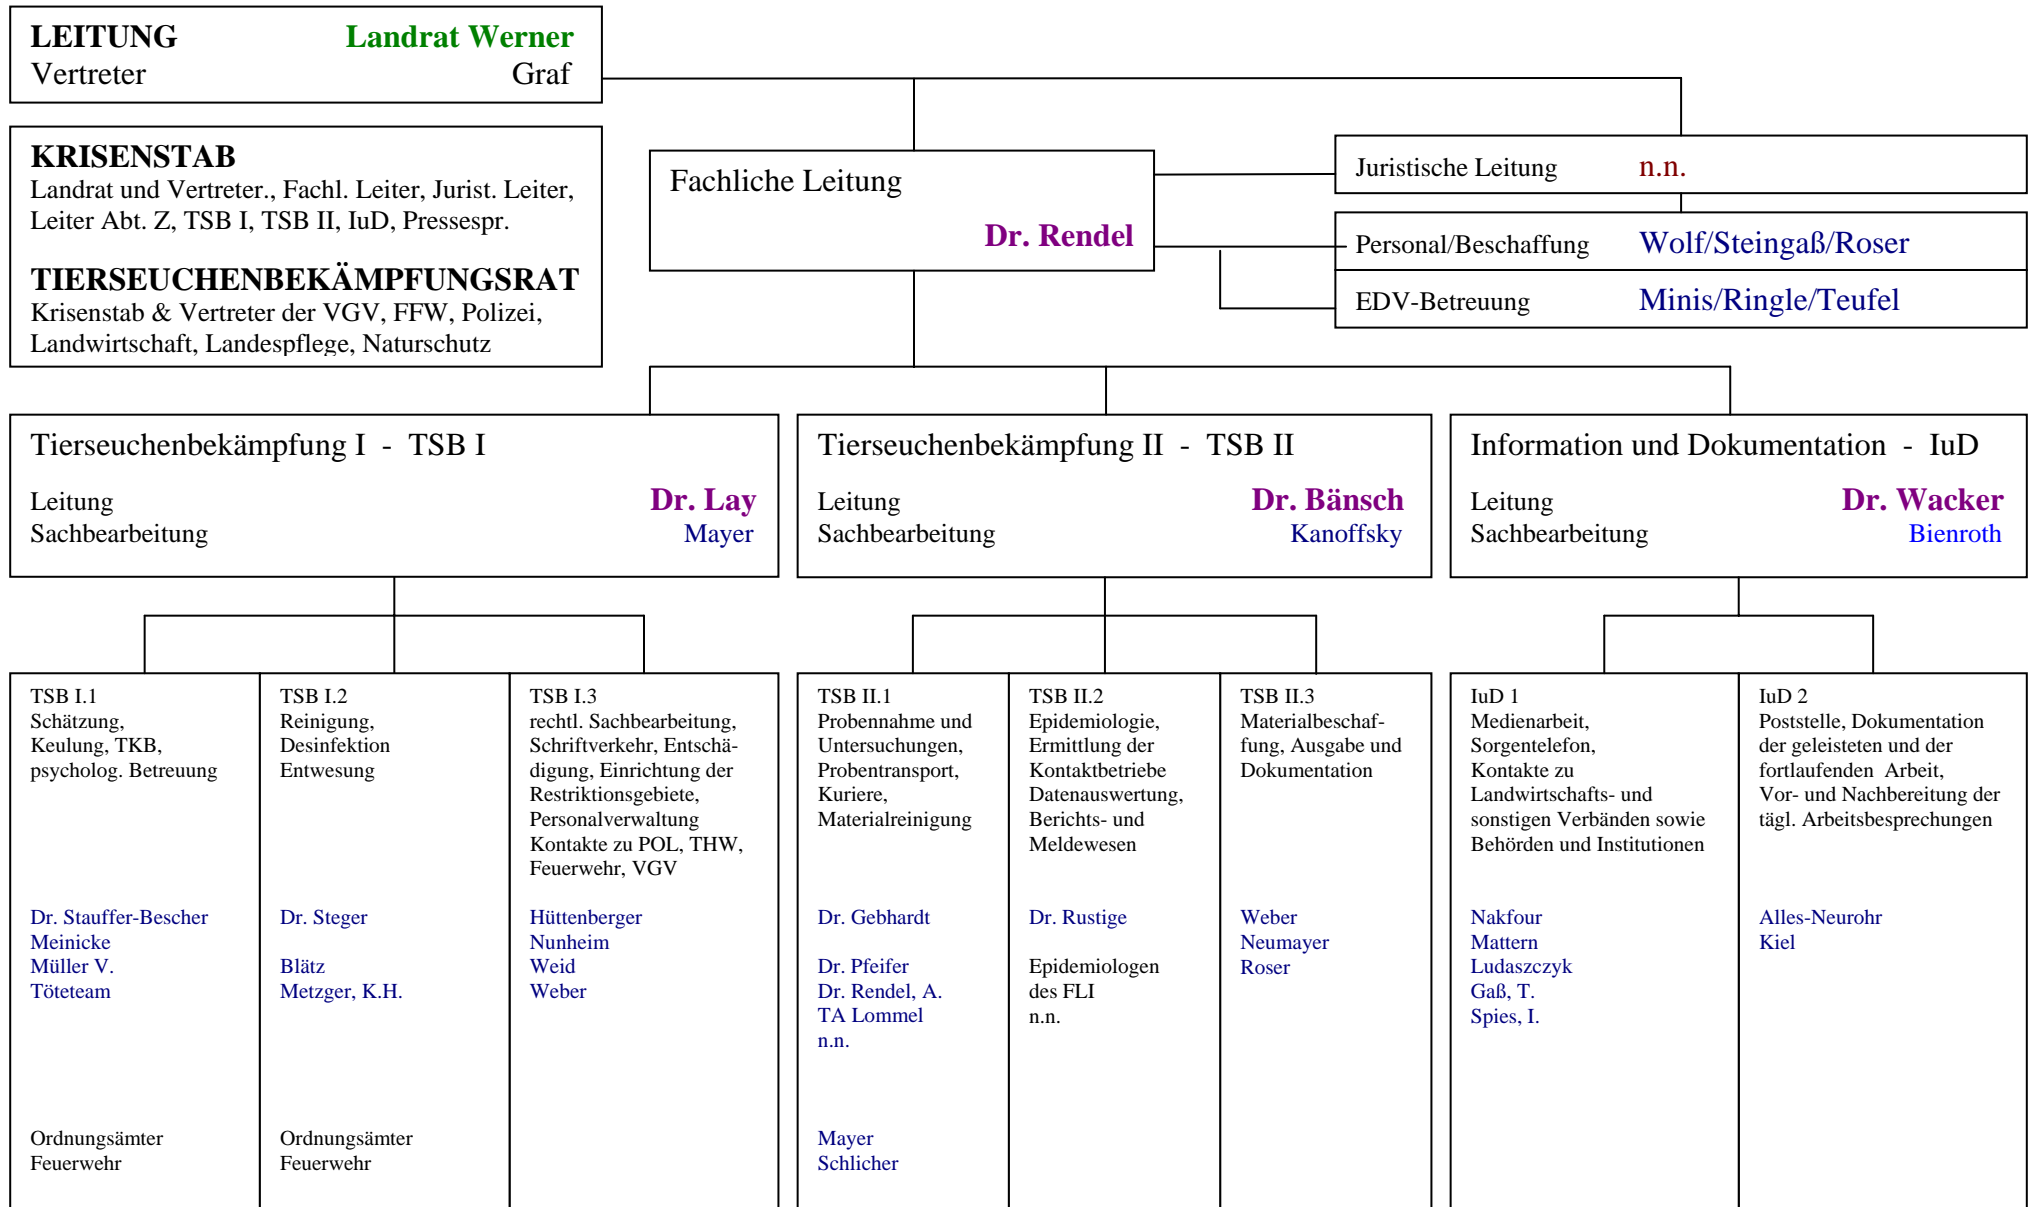 LEITUNG Landrat Werner
Vertreter Graf
KRISENSTAB
Landrat und Vertreter., Fachl. Leiter, Jurist. Leiter,
Leiter Abt. Z, TSB I, TSB II, IuD, Pressespr.
TIERSEUCHENBEKÄMPFUNGSRAT
Krisenstab & Vertreter der VGV, FFW, Polizei,
Landwirtschaft, Landespflege, Naturschutz
Fachliche Leitung
Dr. Rendel
Juristische Leitung n.n.
Personal/Beschaffung Wolf/Steingaß/Roser
EDV-Betreuung Minis/Ringle/Teufel
Tierseuchenbekämpfung I - TSB I
Leitung Dr. Lay
Sachbearbeitung Mayer
Tierseuchenbekämpfung II - TSB II
Leitung Dr. Bänsch
Sachbearbeitung Kanoffsky
Information und Dokumentation - IuD
Leitung Dr. Wacker
Sachbearbeitung Bienroth
TSB I.1
Schätzung,
Keulung, TKB,
psycholog. Betreuung
Dr. Stauffer-Bescher
Meinicke
Müller V.
Töteteam
Ordnungsämter
Feuerwehr
TSB I.2
Reinigung,
Desinfektion
Entwesung
Dr. Steger
Blätz
Metzger, K.H.
Ordnungsämter
Feuerwehr
TSB I.3
rechtl. Sachbearbeitung,
Schriftverkehr, Entschä-
digung, Einrichtung der
Restriktionsgebiete,
Personalverwaltung
Kontakte zu POL, THW,
Feuerwehr, VGV
Hüttenberger
Nunheim
Weid
Weber
TSB II.1
Probennahme und
Untersuchungen,
Probentransport,
Kuriere,
Materialreinigung
Dr. Gebhardt
Dr. Pfeifer
Dr. Rendel, A.
TA Lommel
n.n.
Mayer
Schlicher
TSB II.2
Epidemiologie,
Ermittlung der
Kontaktbetriebe
Datenauswertung,
Berichts- und
Meldewesen
Dr. Rustige
Epidemiologen
des FLI
n.n.
TSB II.3
Materialbeschaf-
fung, Ausgabe und
Dokumentation
Weber
Neumayer
Roser
IuD 1
Medienarbeit,
Sorgentelefon,
Kontakte zu
Landwirtschafts- und
sonstigen Verbänden sowie
Behörden und Institutionen
Nakfour
Mattern
Ludaszczyk
Gaß, T.
Spies, I.
IuD 2
Poststelle, Dokumentation
der geleisteten und der
fortlaufenden Arbeit,
Vor- und Nachbereitung der
tägl. Arbeitsbesprechungen
Alles-Neurohr
Kiel